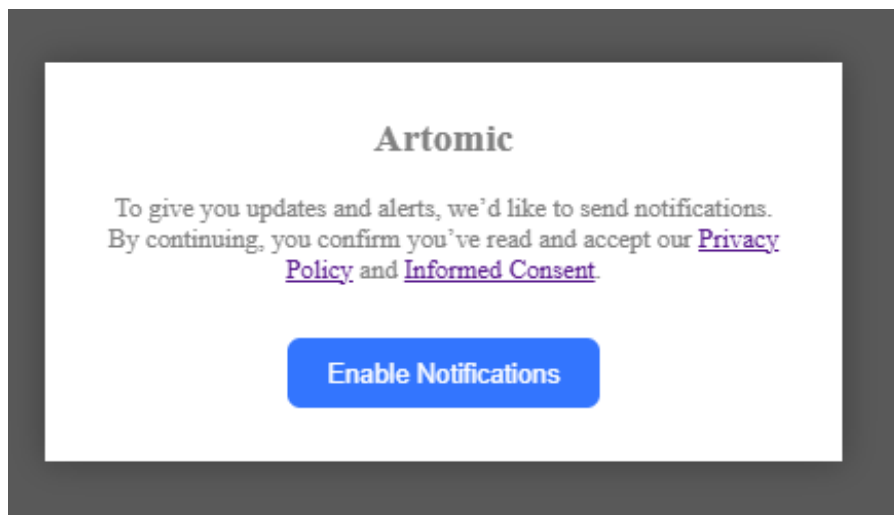 Artomic
To give you updates and alerts, we’d like to send notifications.
By continuing, you confirm you’ve read and accept our Privacy
Policy and Informed Consent.
Enable Notifications